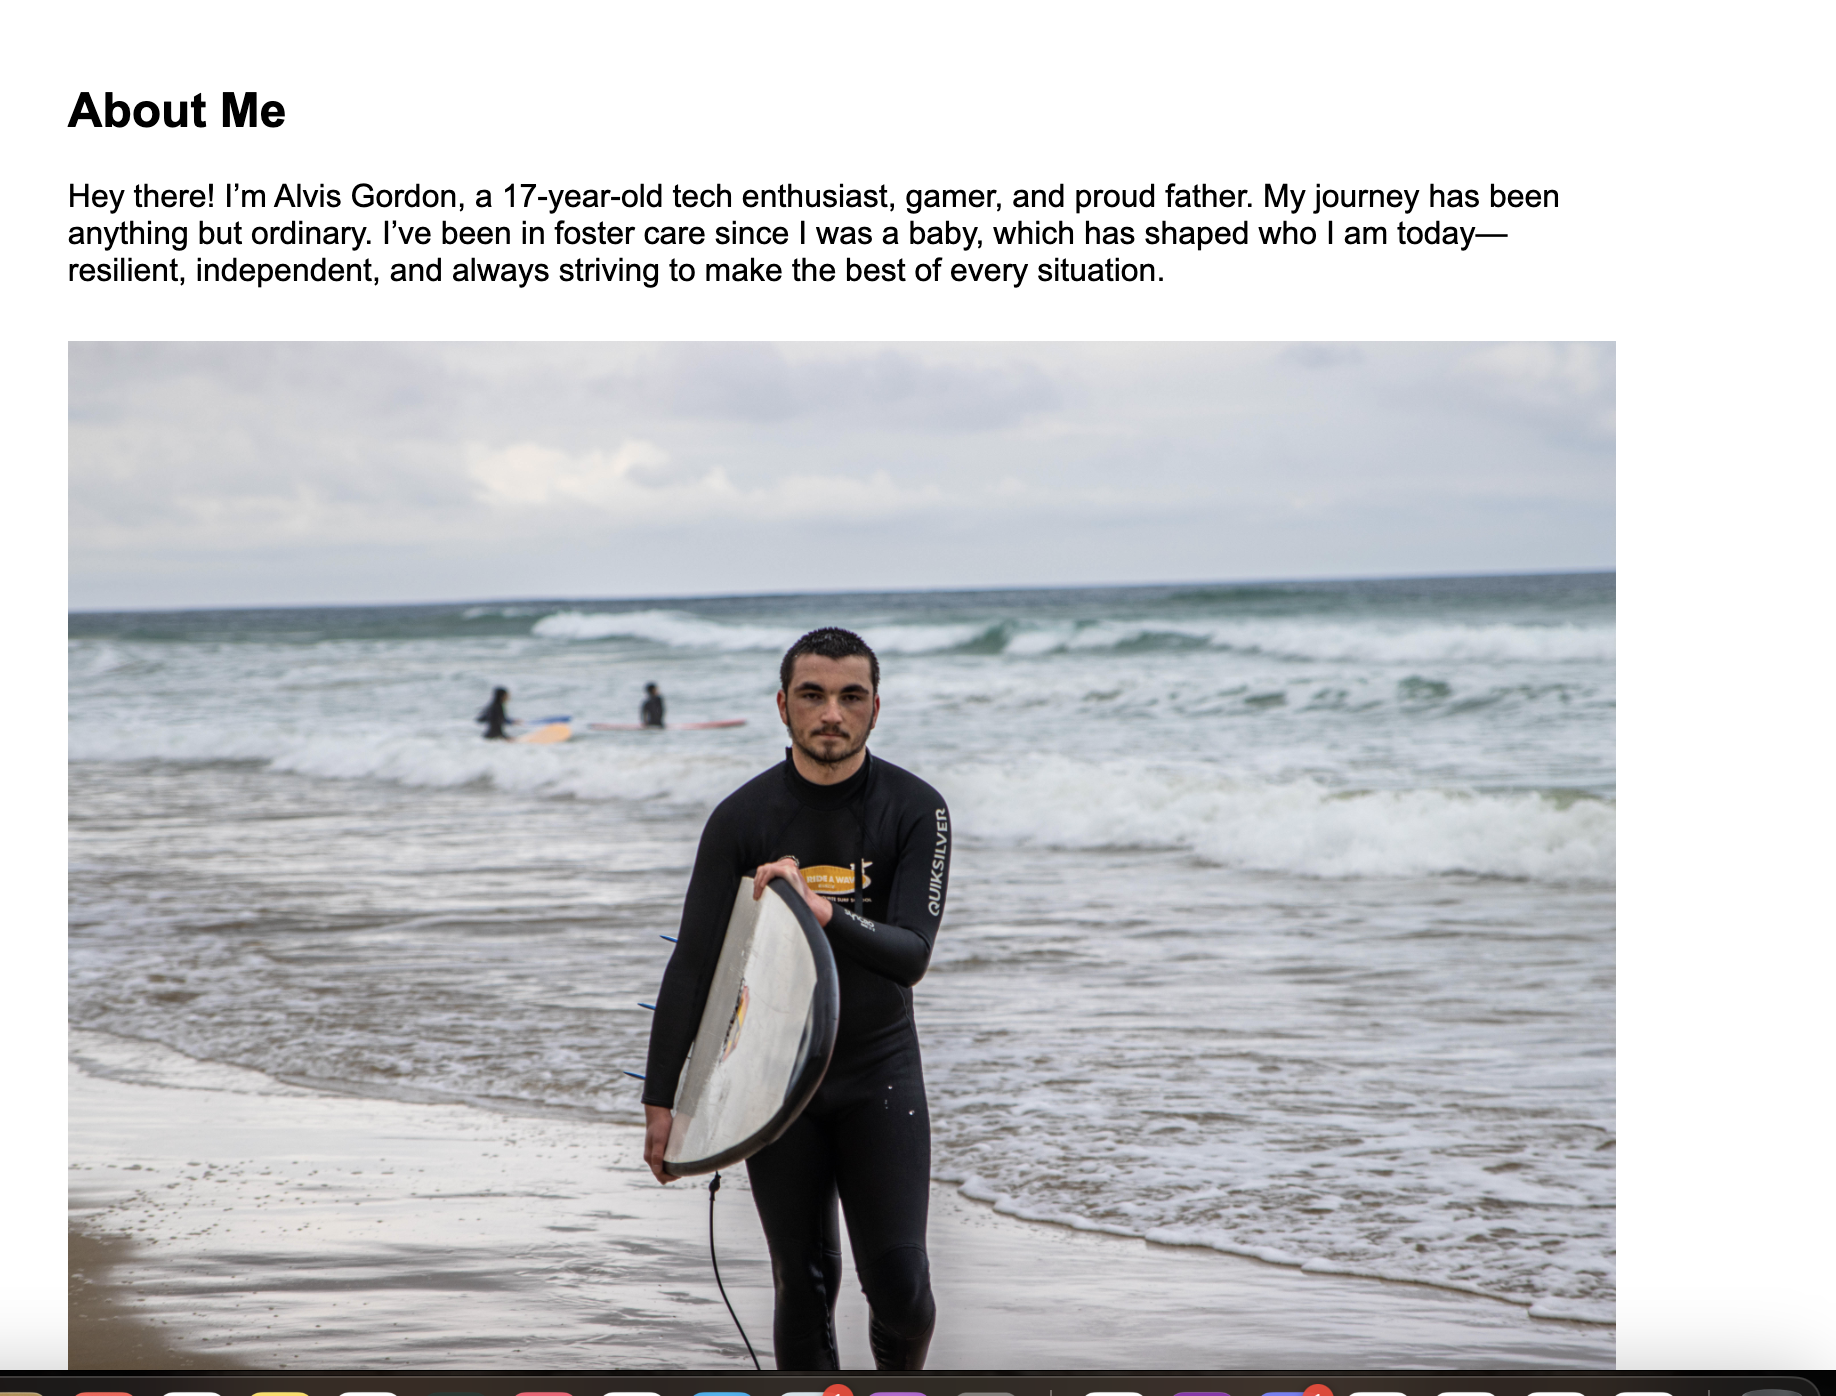 About Me
Hey there! I’m Alvis Gordon, a 17-year-old tech enthusiast, gamer, and proud father. My journey has been
anything but ordinary. I’ve been in foster care since I was a baby, which has shaped who I am today—
resilient, independent, and always striving to make the best of every situation.
QUIKSILVER
RIDE A WAVE